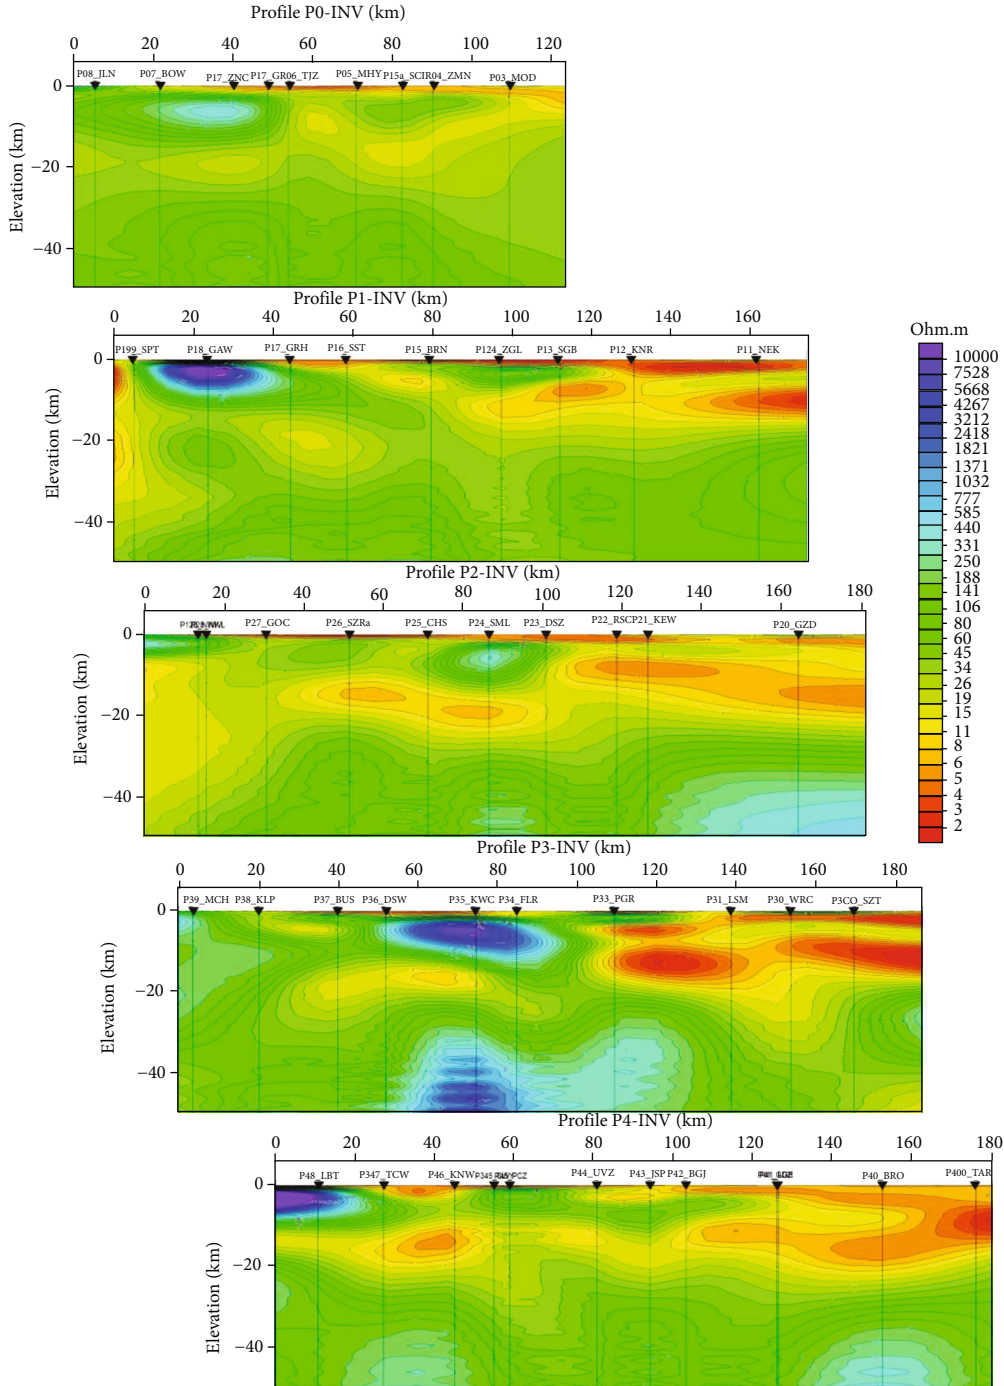 Profile P0-INV (km)
0 20 40 60 80 100 120
P08_JLN P07_BOW P17_ZNC P17_GR06_TJZ P05_MHY P15a_SCIR04_ZMN P03_MOD
0
−20
−40
Elevation (km)
Profile P1-INV (km)
0 20 40 60 80 100 120 140 160
P199_SPT P18_GAW P17_GRH P16_SST P15_BRN P124_ZGL P13_SGB P12_KNR P11_NEK
0
−20
−40
Elevation (km)
Ohm.m
10000
7528
5668
4267
3212
2418
1821
1371
1032
777
585
440
331
250
188
141
106
80
60
45
34
26
19
15
11
8
6
5
4
3
2
Profile P2-INV (km)
0 20 40 60 80 100 120 140 160 180
P27_GOC P26_SZRa P25_CHS P24_SML P23_DSZ P22_RSCP21_KEW P20_GZD
0
−20
−40
Elevation (km)
Profile P3-INV (km)
0 20 40 60 80 100 120 140 160 180
P39_MCH P38_KLP P37_BUS P36_DSW P35_KWC P34_FLR P33_PGR P31_LSM P30_WRC P3CO_SZT
0
−20
−40
Elevation (km)
Profile P4-INV (km)
0 20 40 60 80 100 120 140 160 180
P48_LBT P347_TCW P46_KNW P44_UVZ P43_JSP P42_BGJ P40_BRO P400_TAR
0
−20
−40
Elevation (km)